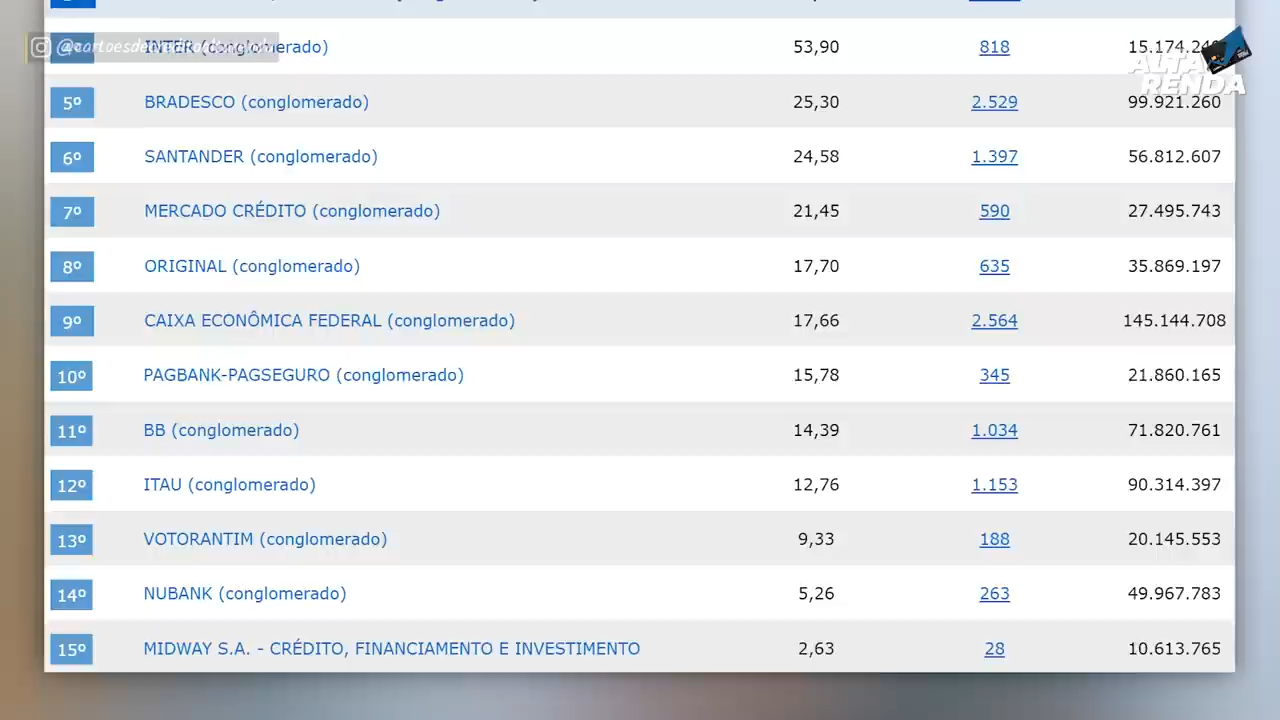 INTER (conglomerado) 53,90 818
5º BRADESCO (conglomerado) 25,30 2.529 99.921.260
6º SANTANDER (conglomerado) 24,58 1.397 56.812.607
7º MERCADO CRÉDITO (conglomerado) 21,45 590 27.495.743
8º ORIGINAL (conglomerado) 17,70 635 35.869.197
9º CAIXA ECONÔMICA FEDERAL (conglomerado) 17,66 2.564 145.144.708
10º PAGBANK-PAGSEGURO (conglomerado) 15,78 345 21.860.165
11º BB (conglomerado) 14,39 1.034 71.820.761
12º ITAU (conglomerado) 12,76 1.153 90.314.397
13º VOTORANTIM (conglomerado) 9,33 188 20.145.553
14º NUBANK (conglomerado) 5,26 263 49.967.783
15º MIDWAY S.A. - CRÉDITO, FINANCIAMENTO E INVESTIMENTO 2,63 28 10.613.765
ALTA
RENDA